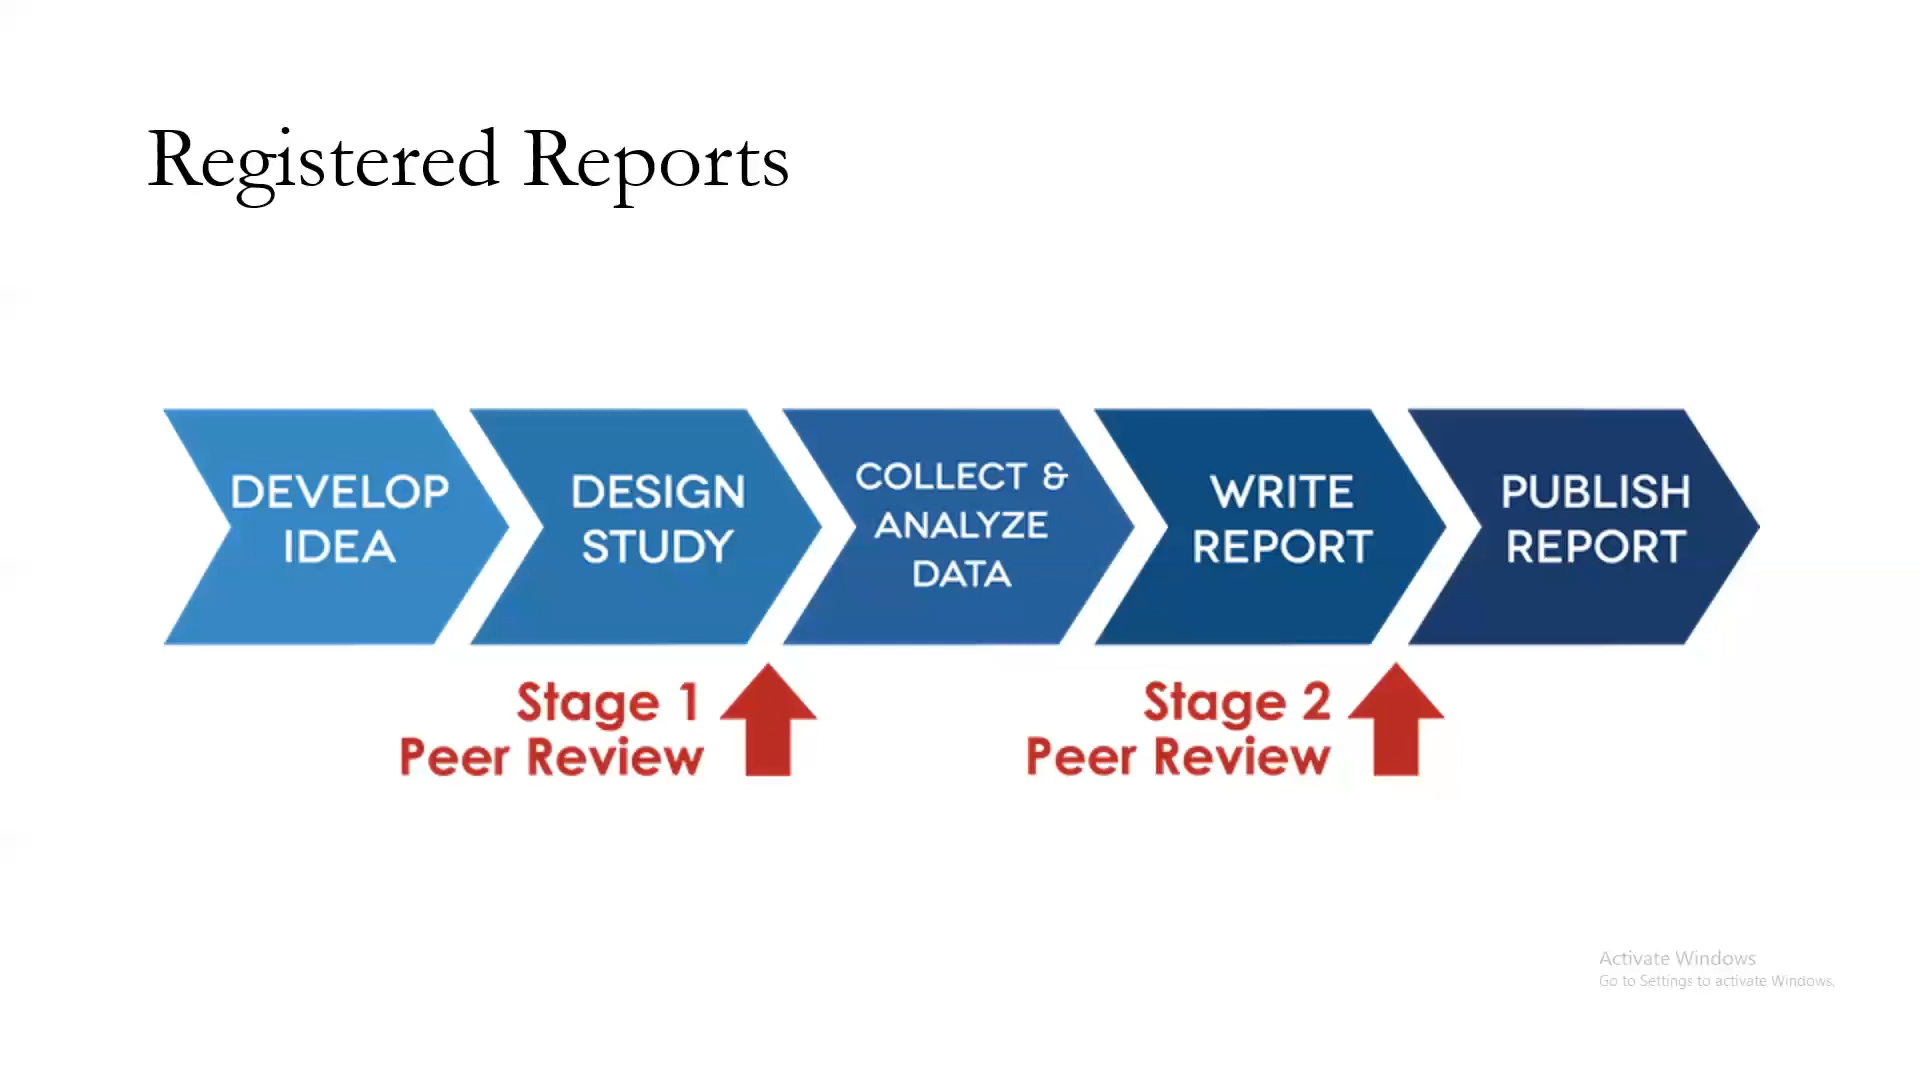 Registered Reports
DEVELOP
IDEA
DESIGN
STUDY
COLLECT &
ANALYZE
DATA
WRITE
REPORT
PUBLISH
REPORT
Stage 1
Peer Review
Stage 2
Peer Review
Activate Windows
Go to Settings to activate Windows.